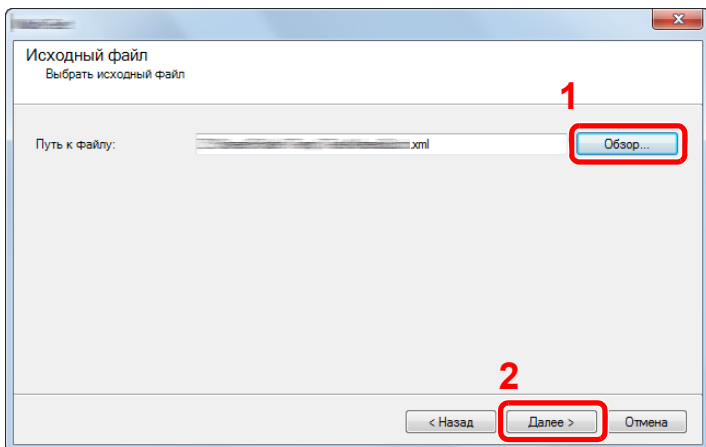 Исходный файл
Выбрать исходный файл
1
Путь к файлу:
.xml
Обзор...
2
< Назад
Далее >
Отмена